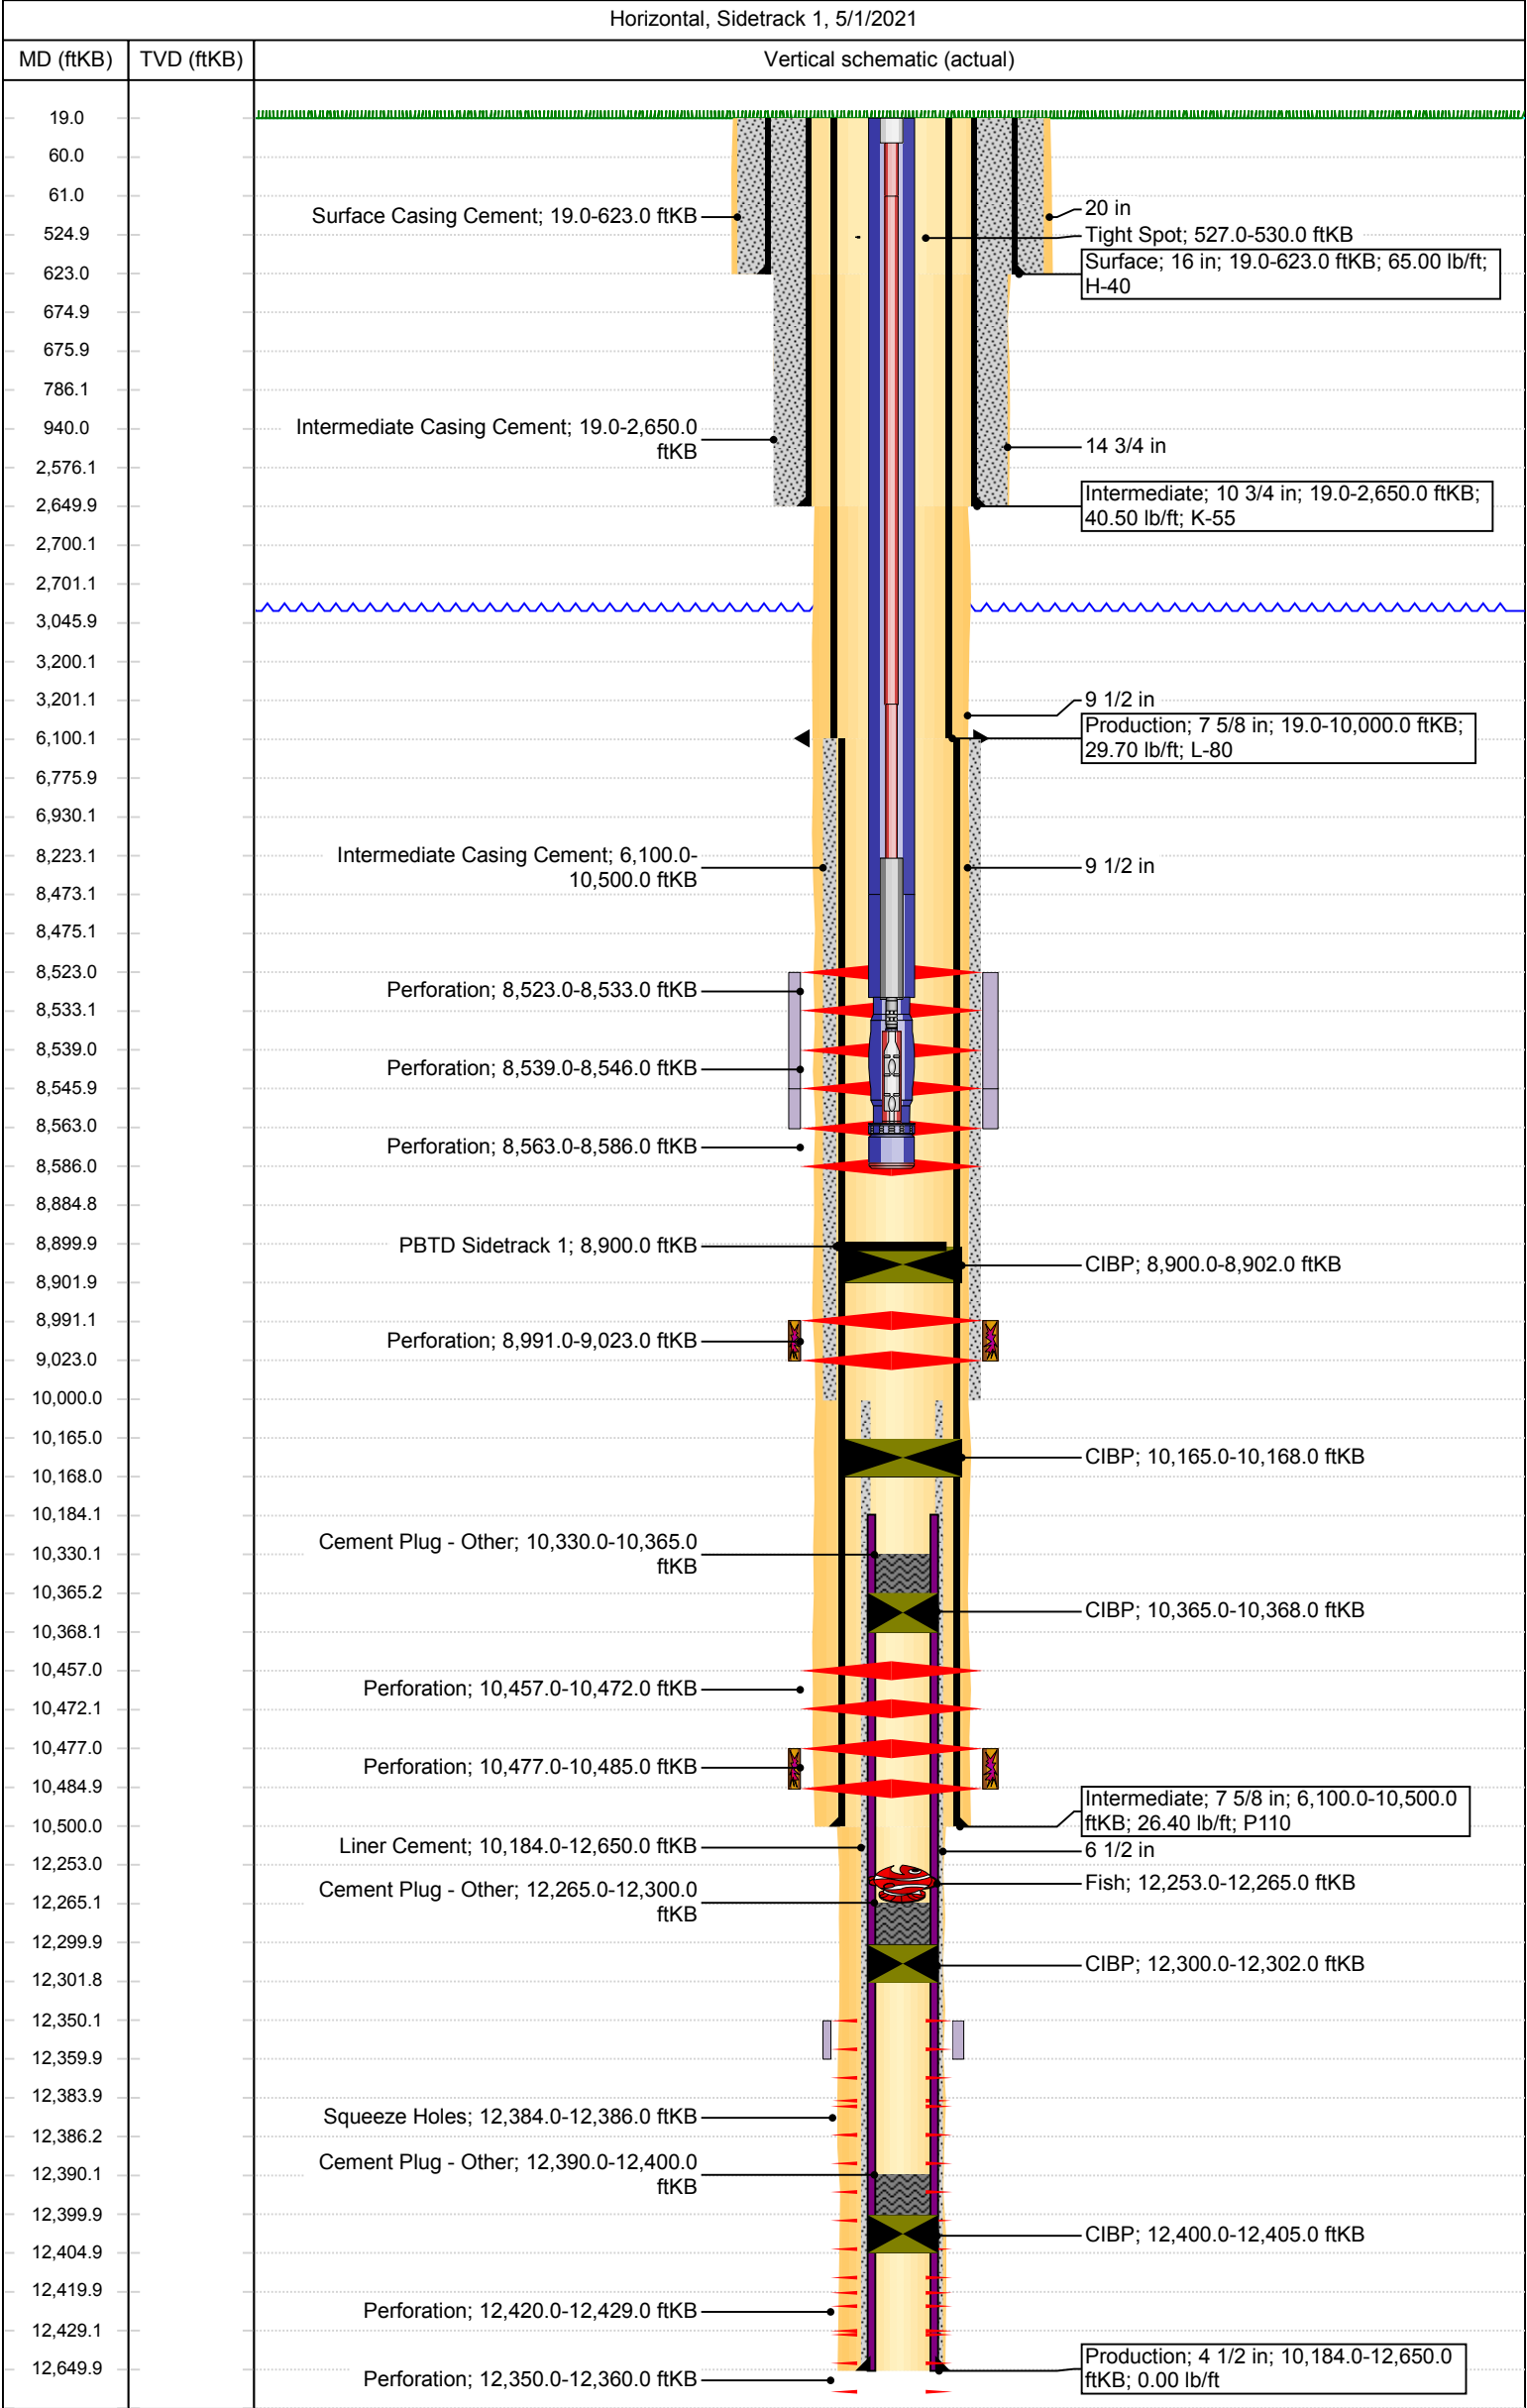 Horizontal, Sidetrack 1, 5/1/2021
MD (ftKB)
TVD (ftKB)
Vertical schematic (actual)
19.0
60.0
61.0
524.9
623.0
674.9
675.9
786.1
940.0
2,576.1
2,649.9
2,700.1
2,701.1
3,045.9
3,200.1
3,201.1
6,100.1
6,775.9
6,930.1
8,223.1
8,473.1
8,475.1
8,523.0
8,533.1
8,539.0
8,545.9
8,563.0
8,586.0
8,884.8
8,899.9
8,901.9
8,991.1
9,023.0
10,000.0
10,165.0
10,168.0
10,184.1
10,330.1
10,365.2
10,368.1
10,457.0
10,472.1
10,477.0
10,484.9
10,500.0
12,253.0
12,265.1
12,299.9
12,301.8
12,350.1
12,359.9
12,383.9
12,386.2
12,390.1
12,399.9
12,404.9
12,419.9
12,429.1
12,649.9
Surface Casing Cement; 19.0-623.0 ftKB
Intermediate Casing Cement; 19.0-2,650.0
ftKB
Intermediate Casing Cement; 6,100.0-
10,500.0 ftKB
Perforation; 8,523.0-8,533.0 ftKB
Perforation; 8,539.0-8,546.0 ftKB
Perforation; 8,563.0-8,586.0 ftKB
PBTD Sidetrack 1; 8,900.0 ftKB
Perforation; 8,991.0-9,023.0 ftKB
Cement Plug - Other; 10,330.0-10,365.0
ftKB
Perforation; 10,457.0-10,472.0 ftKB
Perforation; 10,477.0-10,485.0 ftKB
Liner Cement; 10,184.0-12,650.0 ftKB
Cement Plug - Other; 12,265.0-12,300.0
ftKB
Squeeze Holes; 12,384.0-12,386.0 ftKB
Cement Plug - Other; 12,390.0-12,400.0
ftKB
Perforation; 12,420.0-12,429.0 ftKB
Perforation; 12,350.0-12,360.0 ftKB
20 in
Tight Spot; 527.0-530.0 ftKB
Surface; 16 in; 19.0-623.0 ftKB; 65.00 lb/ft;
H-40
14 3/4 in
Intermediate; 10 3/4 in; 19.0-2,650.0 ftKB;
40.50 lb/ft; K-55
9 1/2 in
Production; 7 5/8 in; 19.0-10,000.0 ftKB;
29.70 lb/ft; L-80
9 1/2 in
CIBP; 8,900.0-8,902.0 ftKB
CIBP; 10,165.0-10,168.0 ftKB
CIBP; 10,365.0-10,368.0 ftKB
Intermediate; 7 5/8 in; 6,100.0-10,500.0
ftKB; 26.40 lb/ft; P110
6 1/2 in
Fish; 12,253.0-12,265.0 ftKB
CIBP; 12,300.0-12,302.0 ftKB
CIBP; 12,400.0-12,405.0 ftKB
Production; 4 1/2 in; 10,184.0-12,650.0
ftKB; 0.00 lb/ft